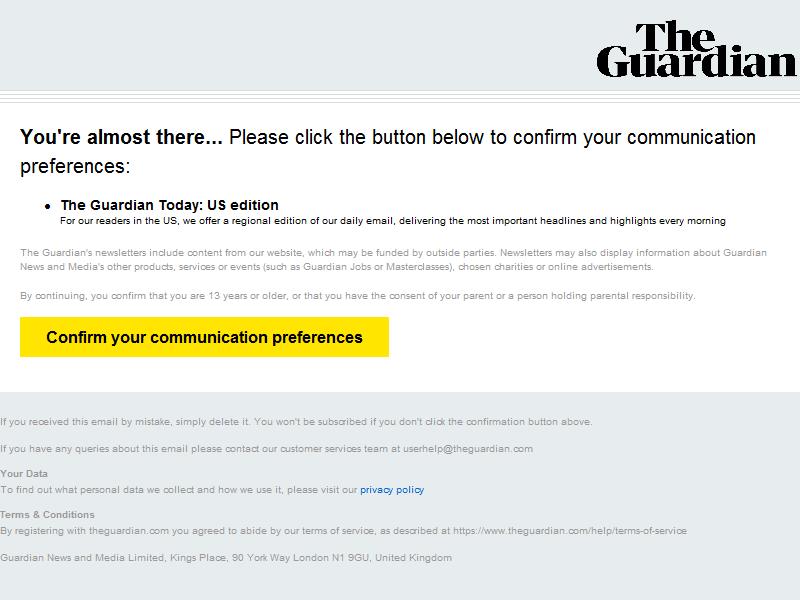 The
Guardian
You're almost there... Please click the button below to confirm your communication
preferences:
The Guardian Today: US edition
For our readers in the US, we offer a regional edition of our daily email, delivering the most important headlines and highlights every morning
The Guardian's newsletters include content from our website, which may be funded by outside parties. Newsletters may also display information about Guardian
News and Media's other products, services or events (such as Guardian Jobs or Masterclasses), chosen charities or online advertisements.
By continuing, you confirm that you are 13 years or older, or that you have the consent of your parent or a person holding parental responsibility.
Confirm your communication preferences
If you received this email by mistake, simply delete it. You won't be subscribed if you don't click the confirmation button above.
If you have any queries about this email please contact our customer services team at userhelp@theguardian.com
Your Data
To find out what personal data we collect and how we use it, please visit our privacy policy
Terms & Conditions
By registering with theguardian.com you agreed to abide by our terms of service, as described at https://www.theguardian.com/help/terms-of-service
Guardian News and Media Limited, Kings Place, 90 York Way London N1 9GU, United Kingdom